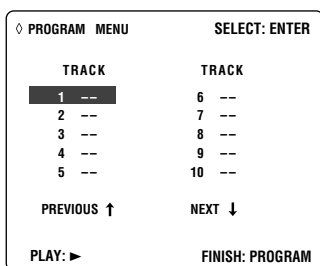 ◊ PROGRAM MENU SELECT: ENTER
TRACK TRACK
1 -- 6 --
2 -- 7 --
3 -- 8 --
4 -- 9 --
5 -- 10 --
PREVIOUS ↑ NEXT ↓
PLAY: ► FINISH: PROGRAM